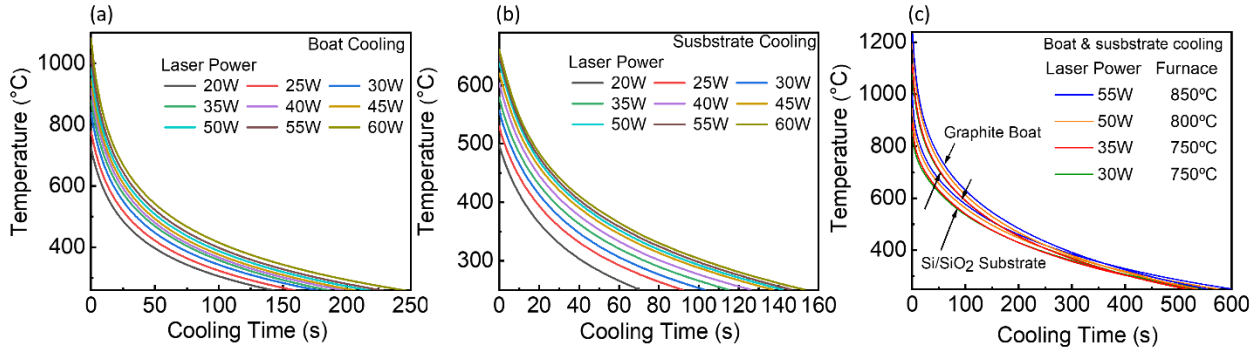 (a)
Boat Cooling
Laser Power
20W 25W 30W
35W 40W 45W
50W 55W 60W
1000
800
600
400
0 50 100 150 200 250
Temperature (°C)
Cooling Time (s)
(b)
Susbstrate Cooling
Laser Power
20W 25W 30W
35W 40W 45W
50W 55W 60W
600
500
400
300
0 20 40 60 80 100 120 140 160
Temperature (°C)
Cooling Time (s)
(c)
Boat & susbstrate cooling
Laser Power Furnace
55W 850ºC
50W 800ºC
35W 750ºC
30W 750ºC
Graphite Boat
Si/SiO2 Substrate
1200
1000
800
600
400
200
0 100 200 300 400 500 600
Temperature (°C)
Cooling Time (s)